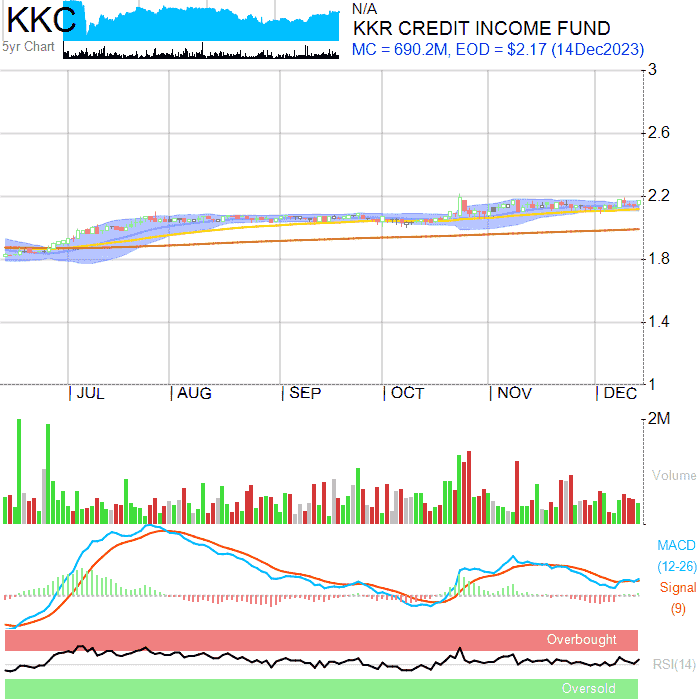 KKC
5yr Chart
N/A
KKR CREDIT INCOME FUND
MC = 690.2M, EOD = $2.17 (14Dec2023)
3
2.6
2.2
1.8
1.4
1
JUL AUG SEP OCT NOV DEC
2M
Volume
MACD
(12-26)
Signal
(9)
Overbought
RSI(14)
Oversold